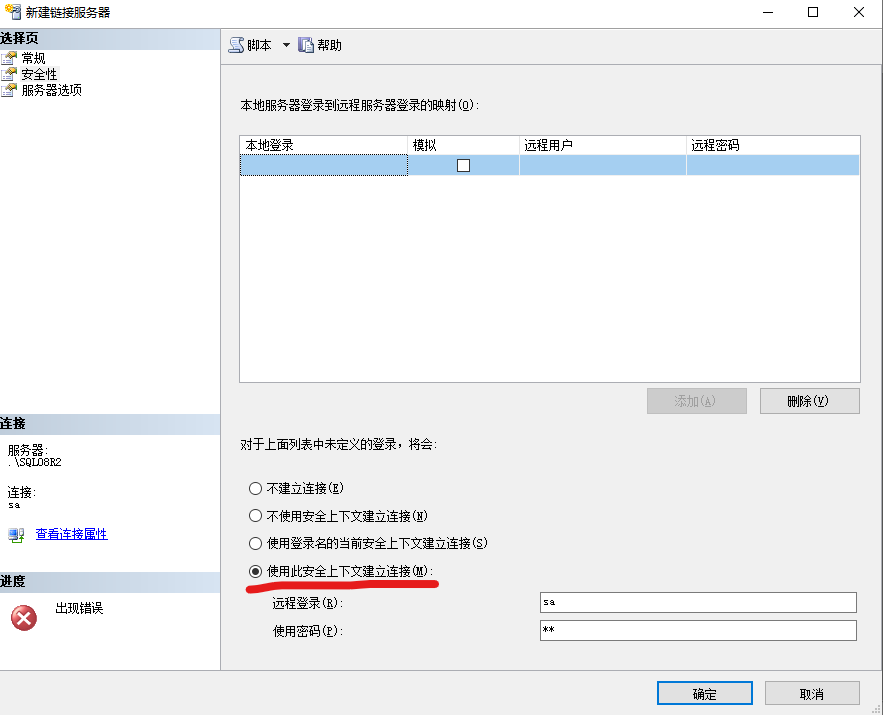 新建链接服务器
选择页
常规
安全性
服务器选项
脚本 帮助
本地服务器登录到远程服务器登录的映射(O):
本地登录 模拟 远程用户 远程密码
添加(A) 删除(V)
对于上面列表中未定义的登录，将会:
不建立连接(E)
不使用安全上下文建立连接(N)
使用登录名的当前安全上下文建立连接(S)
使用此安全上下文建立连接(M):
远程登录(R): sa
使用密码(P): **
连接
服务器:
.\SQL08R2
连接:
sa
查看连接属性
进度
出现错误
确定 取消